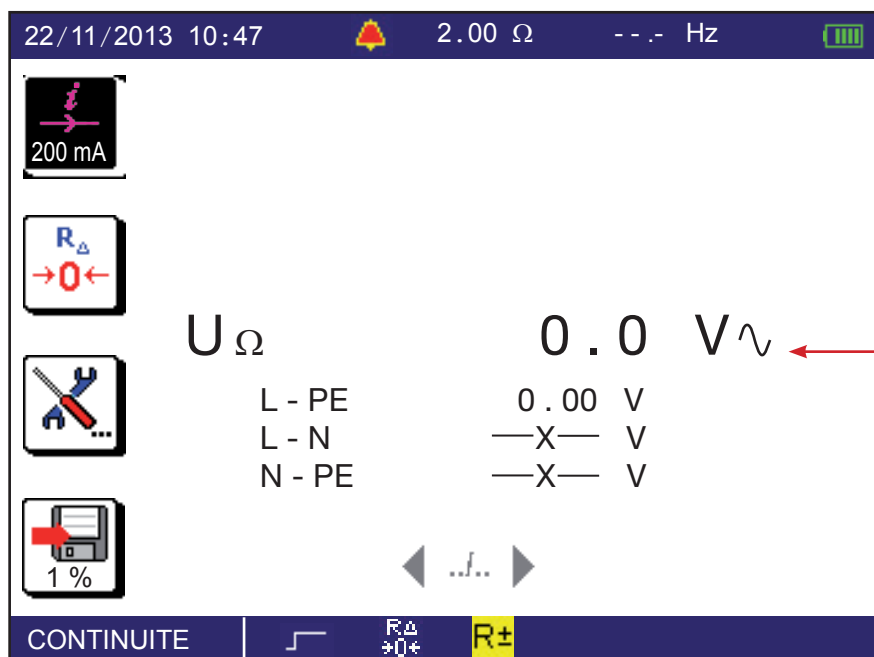 22/11/2013 10:47 2.00 Ω - - .- Hz
i
200 mA
RΔ
→0←
UΩ 0.0 V
...
L - PE 0.00 V
L - N —X— V
N - PE —X— V
1 %
CONTINUITE RΔ →0← R±